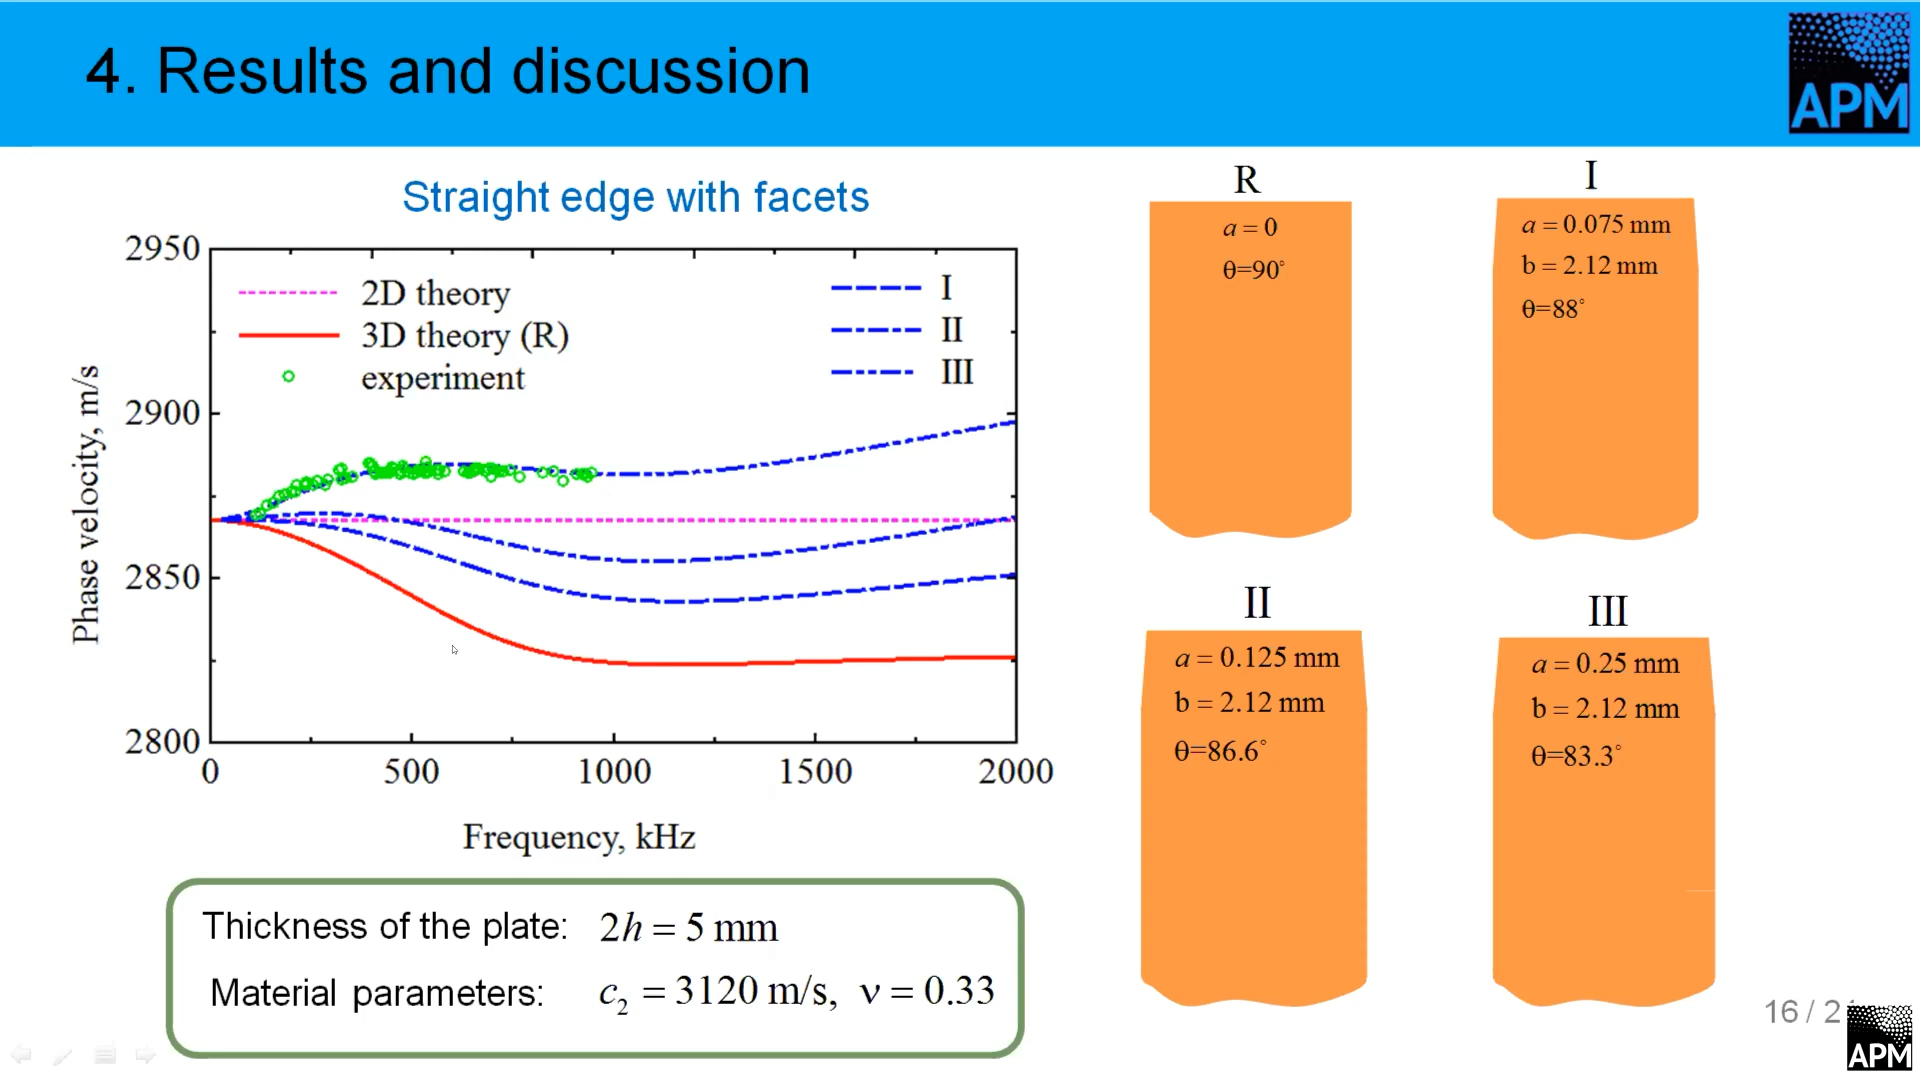 4. Results and discussion
APM
Straight edge with facets
2950
2900
2850
2800
Phase velocity, m/s
2D theory
3D theory (R)
experiment
I
II
III
0 500 1000 1500 2000
Frequency, kHz
Thickness of the plate: 2h = 5 mm
Material parameters: c₂ = 3120 m/s, ν = 0.33
R
a = 0
θ=90°
I
a = 0.075 mm
b = 2.12 mm
θ=88°
II
a = 0.125 mm
b = 2.12 mm
θ=86.6°
III
a = 0.25 mm
b = 2.12 mm
θ=83.3°
16 / 2
APM